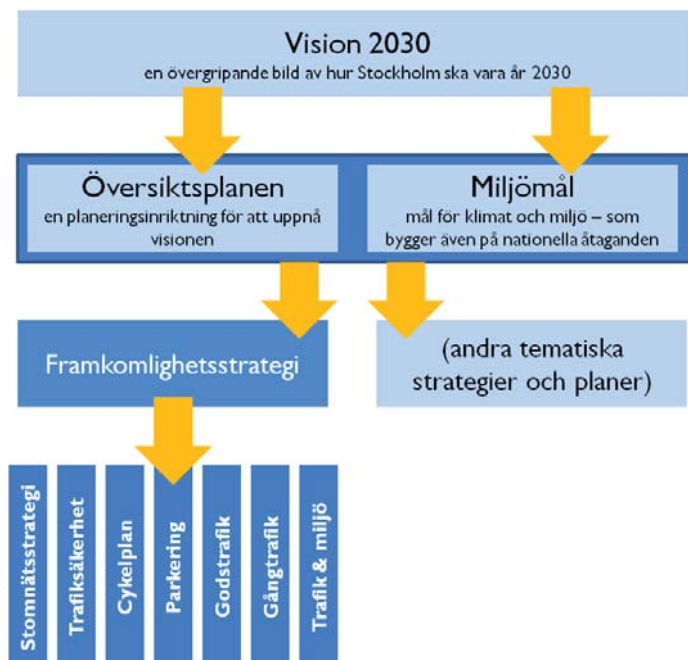 Vision 2030
en övergripande bild av hur Stockholm ska vara år 2030
Översiktsplanen
en planeringsinriktning för att uppnå
visionen
Miljömål
mål för klimat och miljö – som
bygger även på nationella åtaganden
Framkomlighetsstrategi
(andra tematiska
strategier och planer)
Stomnätsstrategi
Trafiksäkerhet
Cykelplan
Parkering
Godstrafik
Gångtrafik
Trafik & miljö